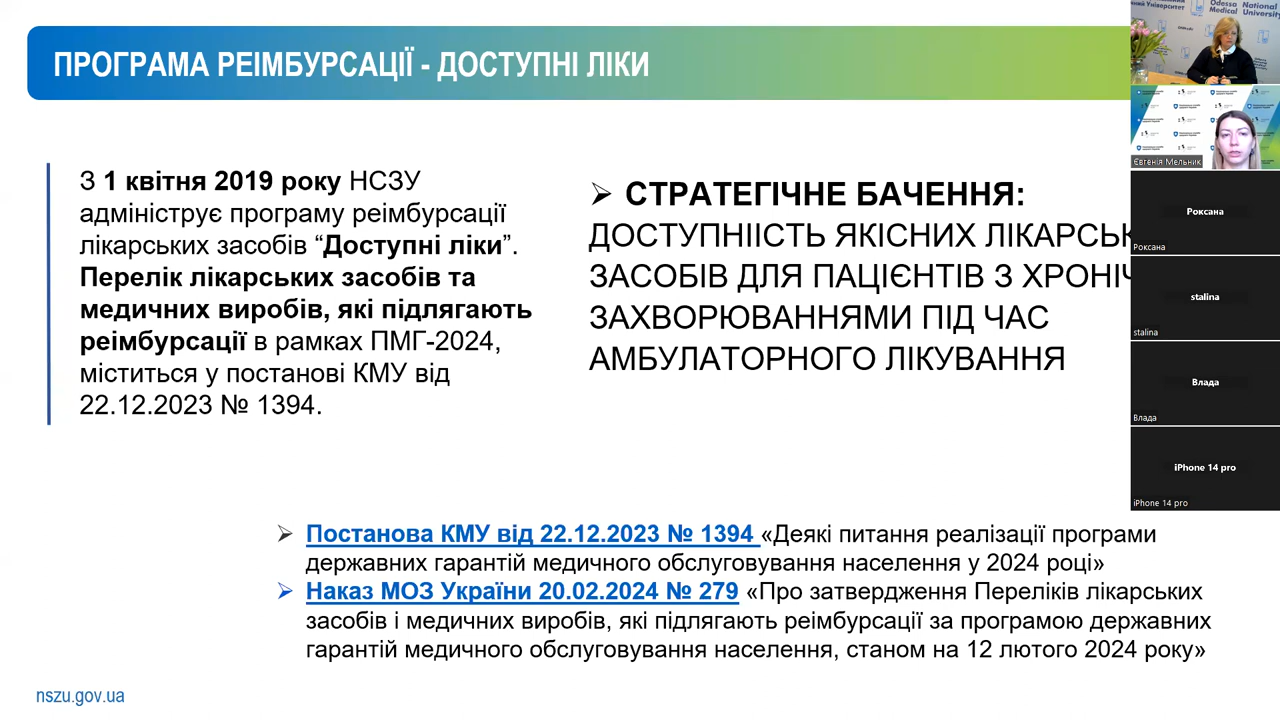 ПРОГРАМА РЕІМБУРСАЦІЇ - ДОСТУПНІ ЛІКИ
З 1 квітня 2019 року НСЗУ
адмініструє програму реімбурсації
лікарських засобів “Доступні ліки”.
Перелік лікарських засобів та
медичних виробів, які підлягають
реімбурсації в рамках ПМГ-2024,
міститься у постанові КМУ від
22.12.2023 № 1394.
➢ СТРАТЕГІЧНЕ БАЧЕННЯ:
ДОСТУПНІІСТЬ ЯКІСНИХ ЛІКАРСЬК
ЗАСОБІВ ДЛЯ ПАЦІЄНТІВ З ХРОНІЧ
ЗАХВОРЮВАННЯМИ ПІД ЧАС
АМБУЛАТОРНОГО ЛІКУВАННЯ
➢ Постанова КМУ від 22.12.2023 № 1394 «Деякі питання реалізації програми
державних гарантій медичного обслуговування населення у 2024 році»
➢ Наказ МОЗ України 20.02.2024 № 279 «Про затвердження Переліків лікарських
засобів і медичних виробів, які підлягають реімбурсації за програмою державних
гарантій медичного обслуговування населення, станом на 12 лютого 2024 року»
nszu.gov.ua
Odessa National
Medical University
Євгенія Мельник
Роксана
Роксана
stalina
stalina
Влада
Влада
iPhone 14 pro
iPhone 14 pro